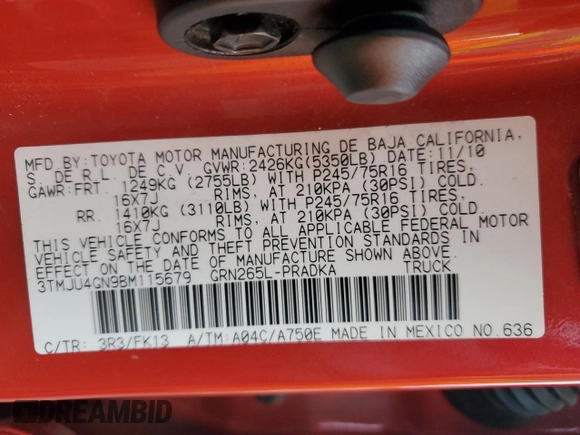 MFD BY:TOYOTA MOTOR MANUFACTURING DE BAJA CALIFORNIA,
S. DE R.L. DE C.V. GVWR:2426KG(5350LB) DATE:11/10
GAWR:FRT. 1249KG (2755LB) WITH P245/75R16 TIRES,
16X7J RIMS, AT 210KPA (30PSI) COLD.
RR. 1410KG (3110LB) WITH P245/75R16 TIRES,
16X7J RIMS, AT 210KPA (30PSI) COLD.
THIS VEHICLE CONFORMS TO ALL APPLICABLE FEDERAL MOTOR
VEHICLE SAFETY AND THEFT PREVENTION STANDARDS IN
EFFECT ON THE DATE OF MANUFACTURE SHOWN ABOVE.
3TMJU4GN9BM115679 GRN265L-PRADKA TRUCK
C/TR: 3R3/FK13 A/TM:A04C/A750E MADE IN MEXICO NO.636
DREAMBID